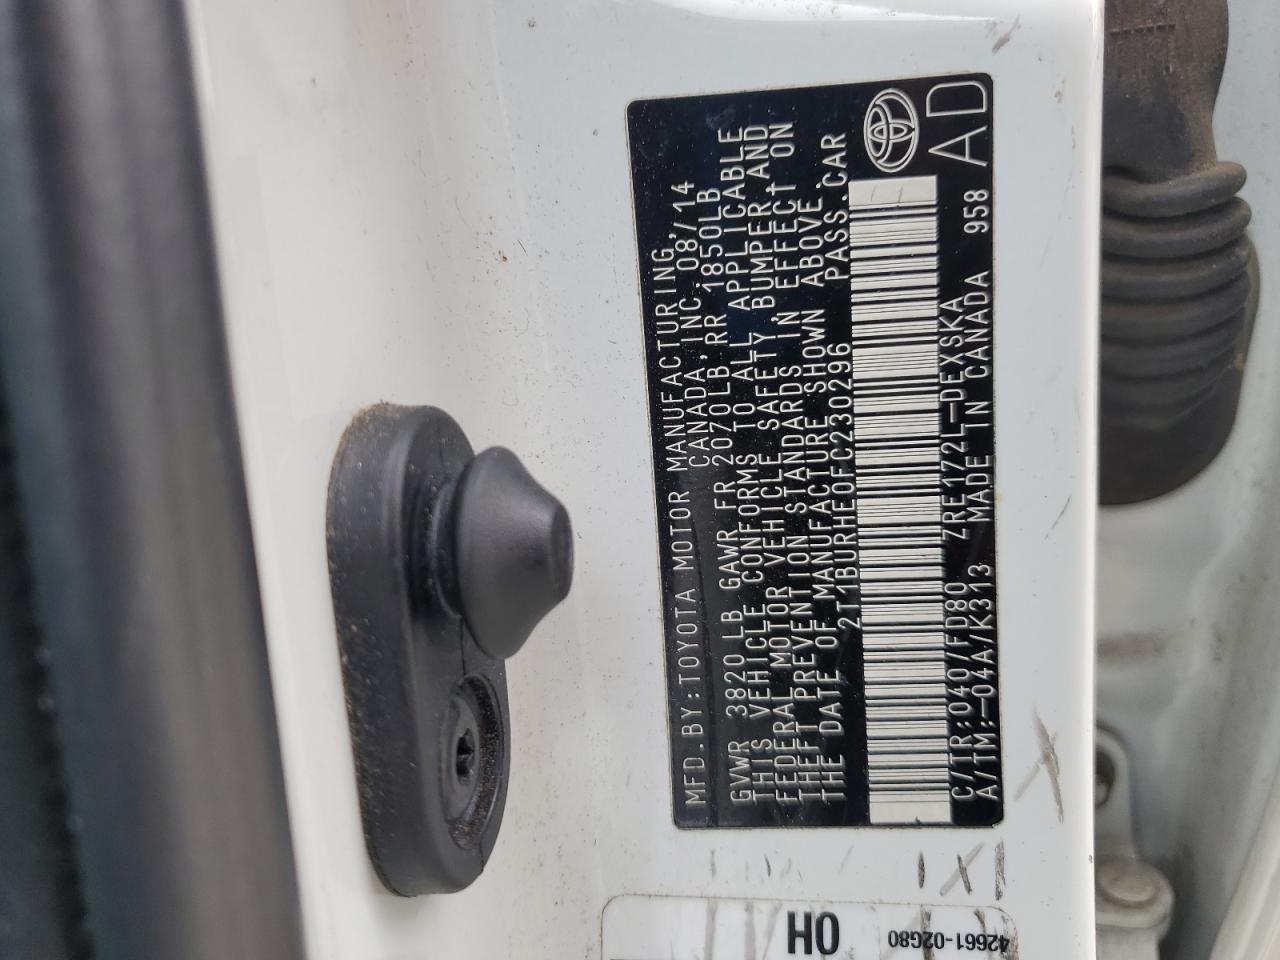 MFD.BY:TOYOTA MOTOR MANUFACTURING,
CANADA,INC. 08/14
GVWR 3820 LB GAWR FR 2070LB,RR 1850LB
THIS VEHICLE CONFORMS TO ALL APPLICABLE
FEDERAL MOTOR VEHICLE SAFETY,BUMPER,AND
THEFT PREVENTION STANDARDS IN EFFECT ON
THE DATE OF MANUFACTURE SHOWN ABOVE.
2T1BURHE0FC230296 PASS.CAR
C/TR:040/FD80 ZRE172L-DEXSKA
A/TM:-04A/K313 MADE IN CANADA 958
AD
HO
42661-02G80